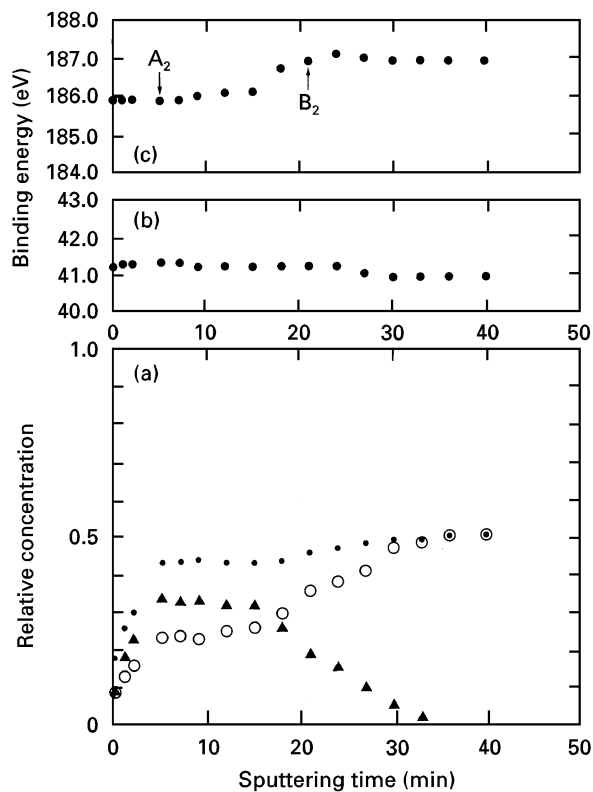 188.0
187.0
186.0
185.0
184.0
A2
B2
(c)
Binding energy (eV)
43.0
42.0
41.0
40.0
(b)
0 10 20 30 40 50
1.0
0.5
0
(a)
Relative concentration
0 10 20 30 40 50
Sputtering time (min)